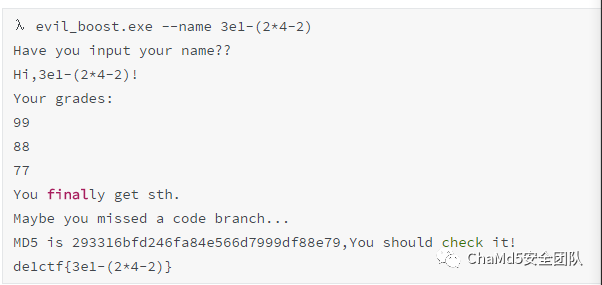 λ evil_boost.exe --name 3e1-(2*4-2)
Have you input your name??
Hi,3e1-(2*4-2)!
Your grades:
99
88
77
You finally get sth.
Maybe you missed a code branch...
MD5 is 293316bfd246fa84e566d7999df88e79,You should check it!
de1ctf{3e1-(2*4-2)}
ChaMd5安全团队